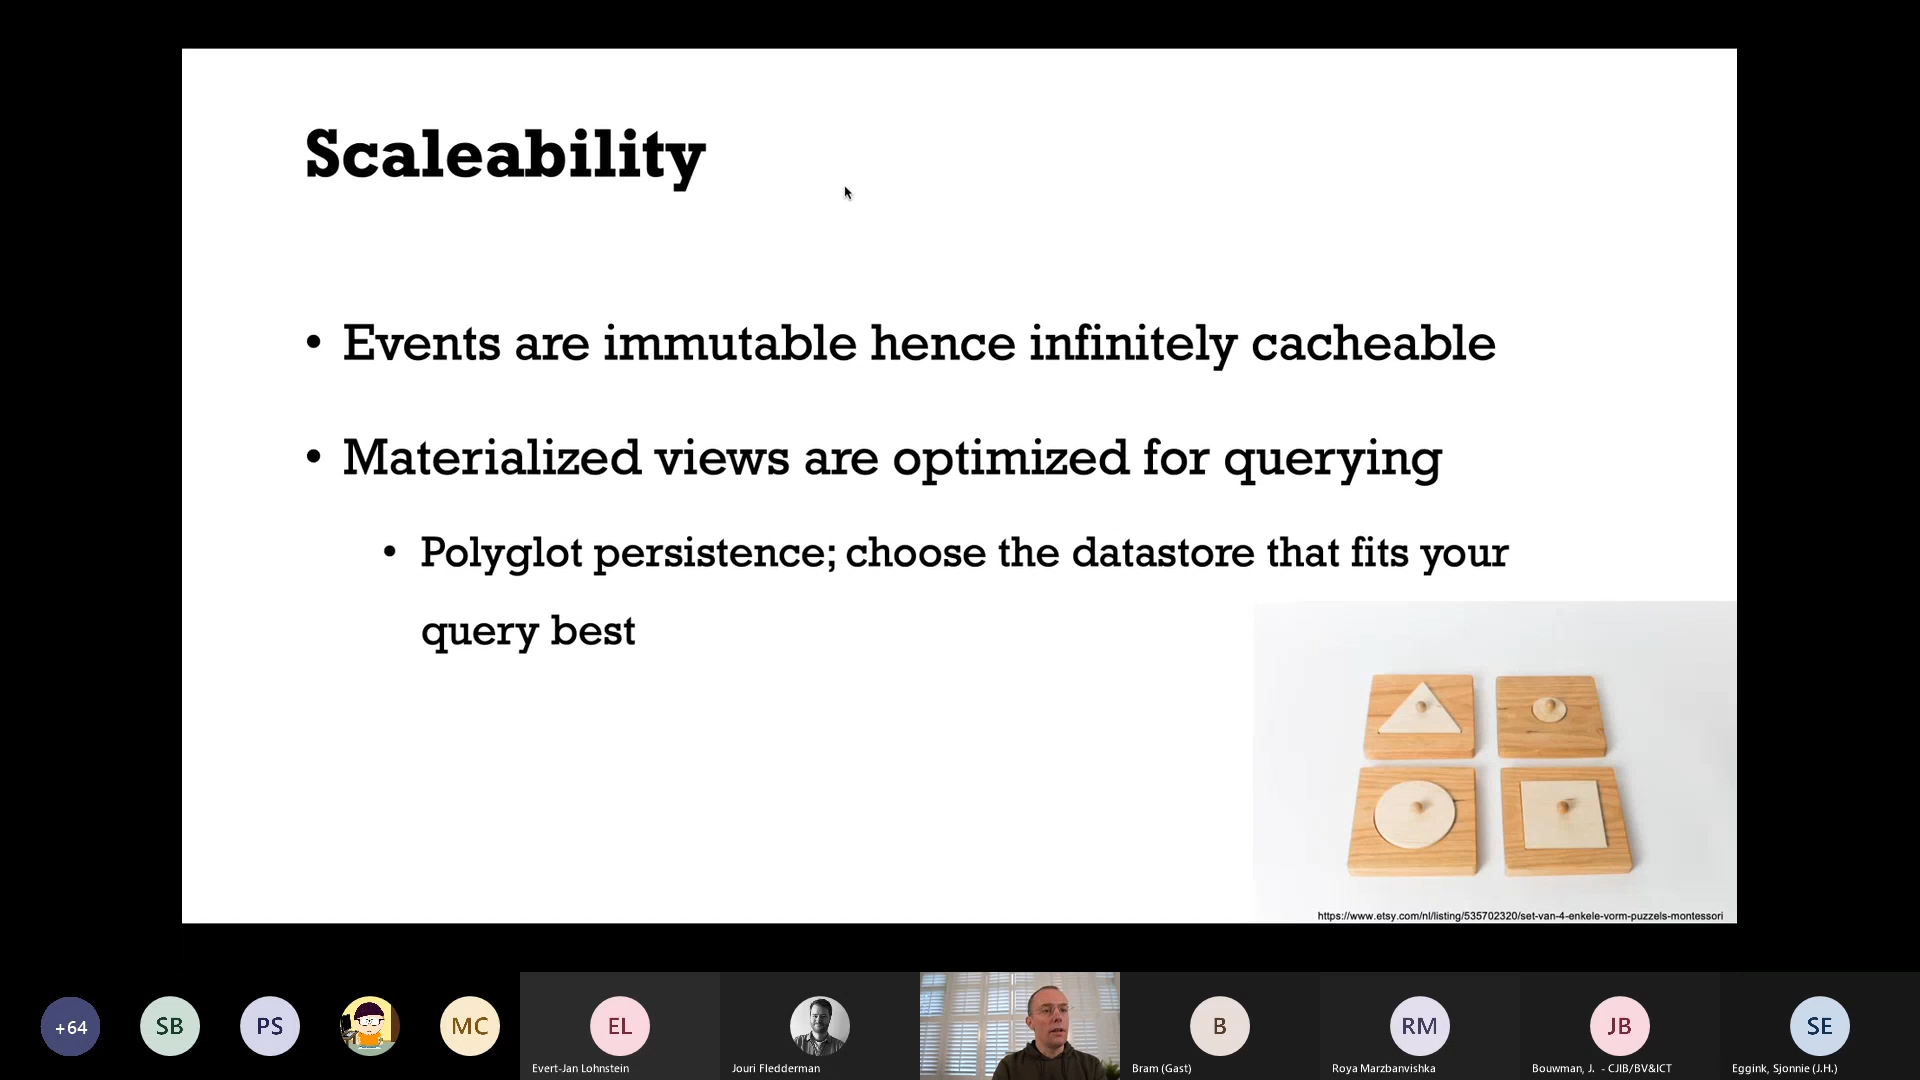 Scaleability
• Events are immutable hence infinitely cacheable
• Materialized views are optimized for querying
• Polyglot persistence; choose the datastore that fits your
query best
https://www.etsy.com/nl/listing/535702320/set-van-4-enkele-vorm-puzzels-montessori
+64
SB
PS
MC
EL
Evert-Jan Lohnstein
Jouri Fledderman
B
Bram (Gast)
RM
Roya Marzbanvishka
JB
Bouwman, J. - CJIB/BV&ICT
SE
Eggink, Sjonnie (J.H.)